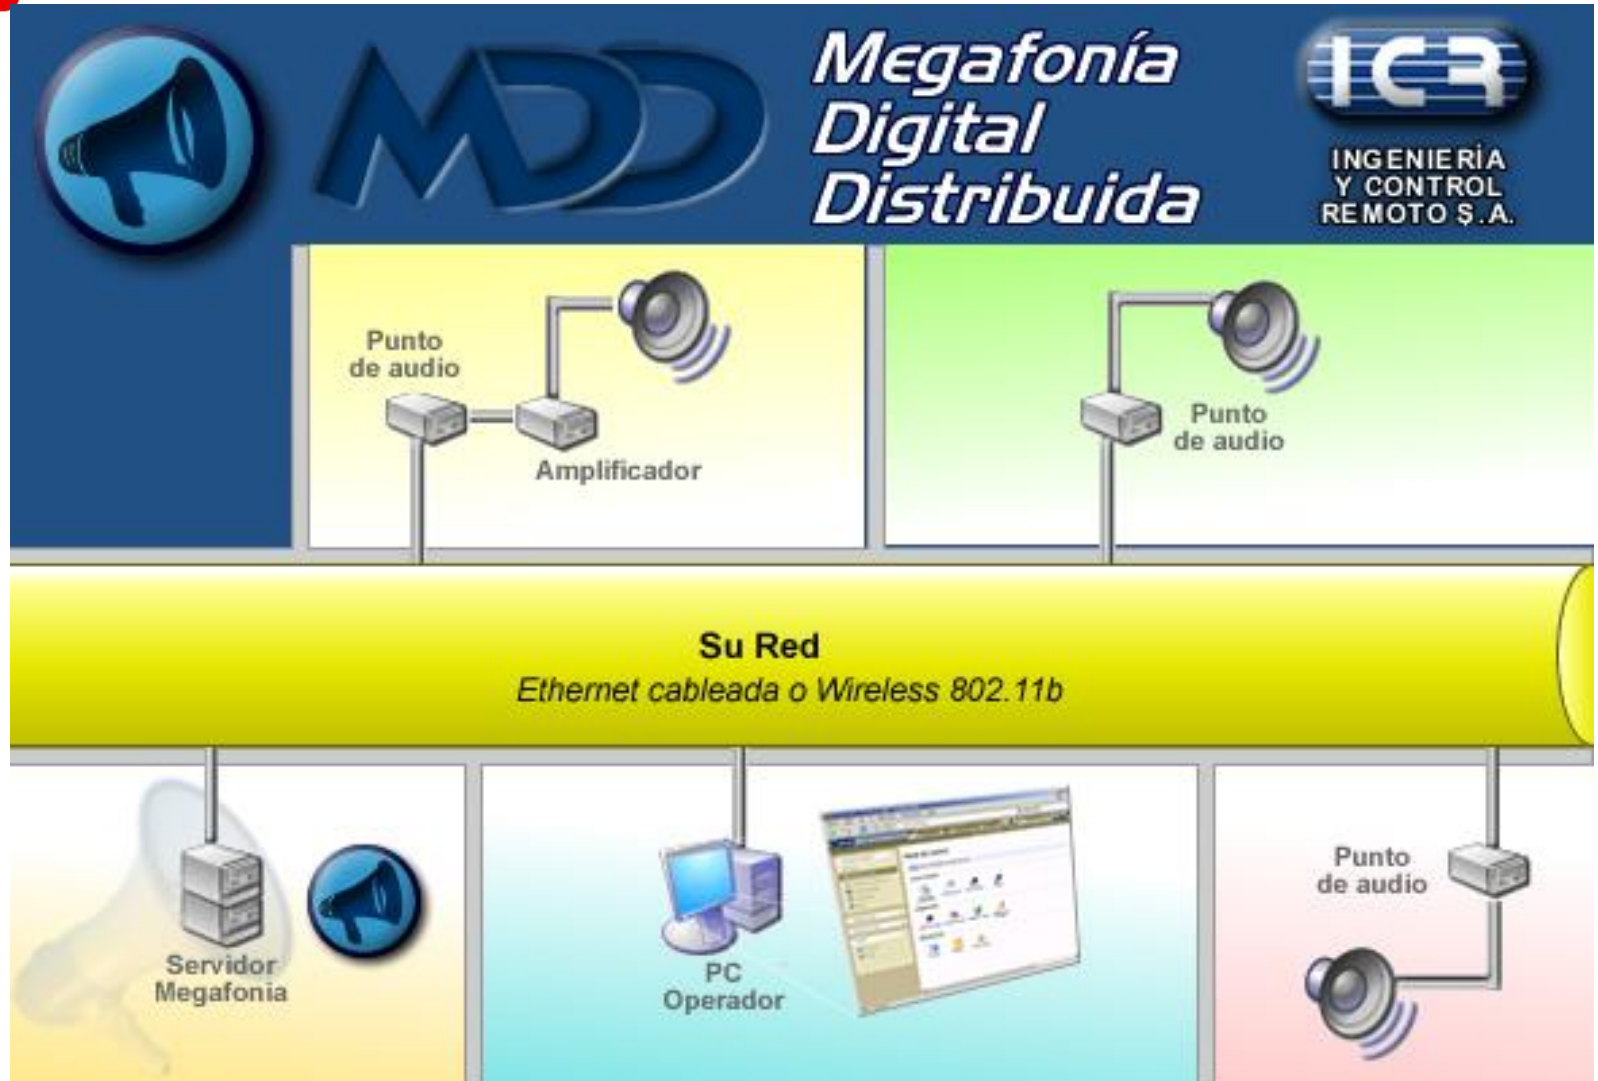 MDD
Megafonía
Digital
Distribuida
ICR
INGENIERÍA
Y CONTROL
REMOTO S.A.
Punto
de audio
Amplificador
Punto
de audio
Su Red
Ethernet cableada o Wireless 802.11b
Servidor
Megafonia
PC
Operador
Punto
de audio